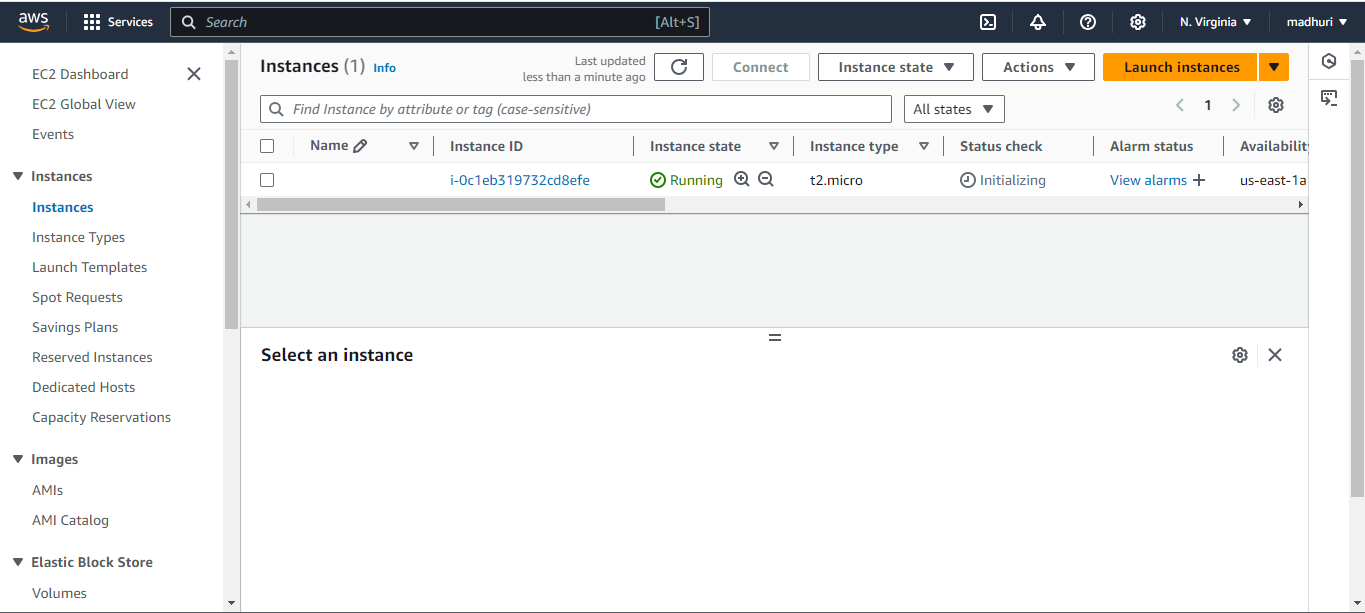 aws
Services
Search
[Alt+S]
N. Virginia
madhuri
EC2 Dashboard
EC2 Global View
Events
Instances
Instances
Instance Types
Launch Templates
Spot Requests
Savings Plans
Reserved Instances
Dedicated Hosts
Capacity Reservations
Images
AMIs
AMI Catalog
Elastic Block Store
Volumes
Instances (1) Info
Last updated
less than a minute ago
Connect
Instance state
Actions
Launch instances
Find Instance by attribute or tag (case-sensitive)
All states
1
Name Instance ID Instance state Instance type Status check Alarm status Availability
i-0c1eb319732cd8efe Running t2.micro Initializing View alarms + us-east-1a
Select an instance